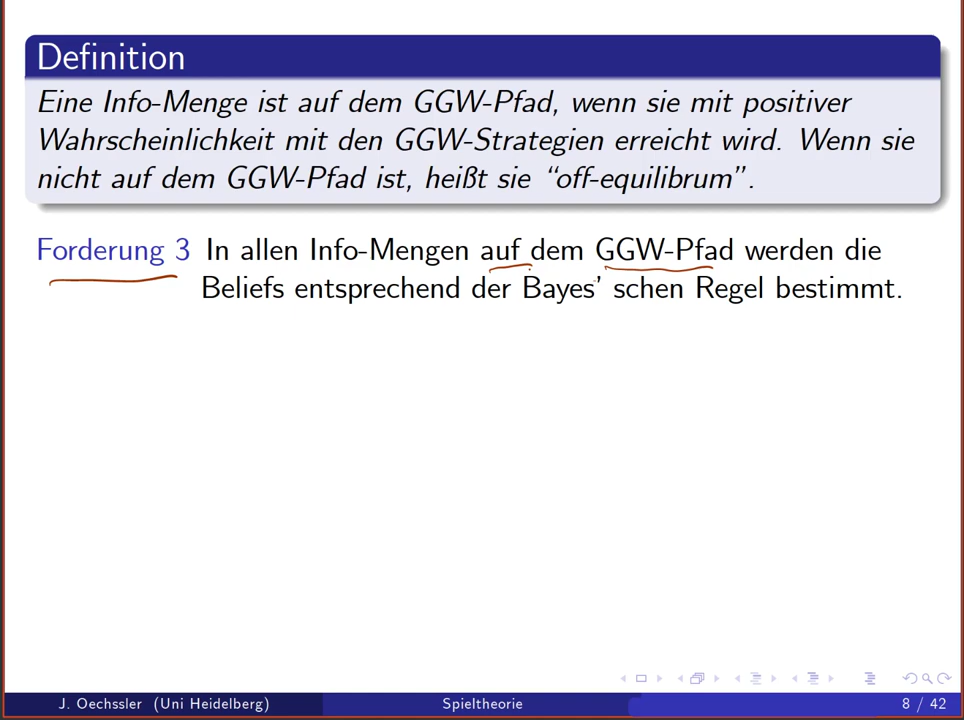 Definition
Eine Info-Menge ist auf dem GGW-Pfad, wenn sie mit positiver
Wahrscheinlichkeit mit den GGW-Strategien erreicht wird. Wenn sie
nicht auf dem GGW-Pfad ist, heißt sie “off-equilibrum”.
Forderung 3 In allen Info-Mengen auf dem GGW-Pfad werden die
Beliefs entsprechend der Bayes’ schen Regel bestimmt.
J. Oechssler (Uni Heidelberg) Spieltheorie 8 / 42